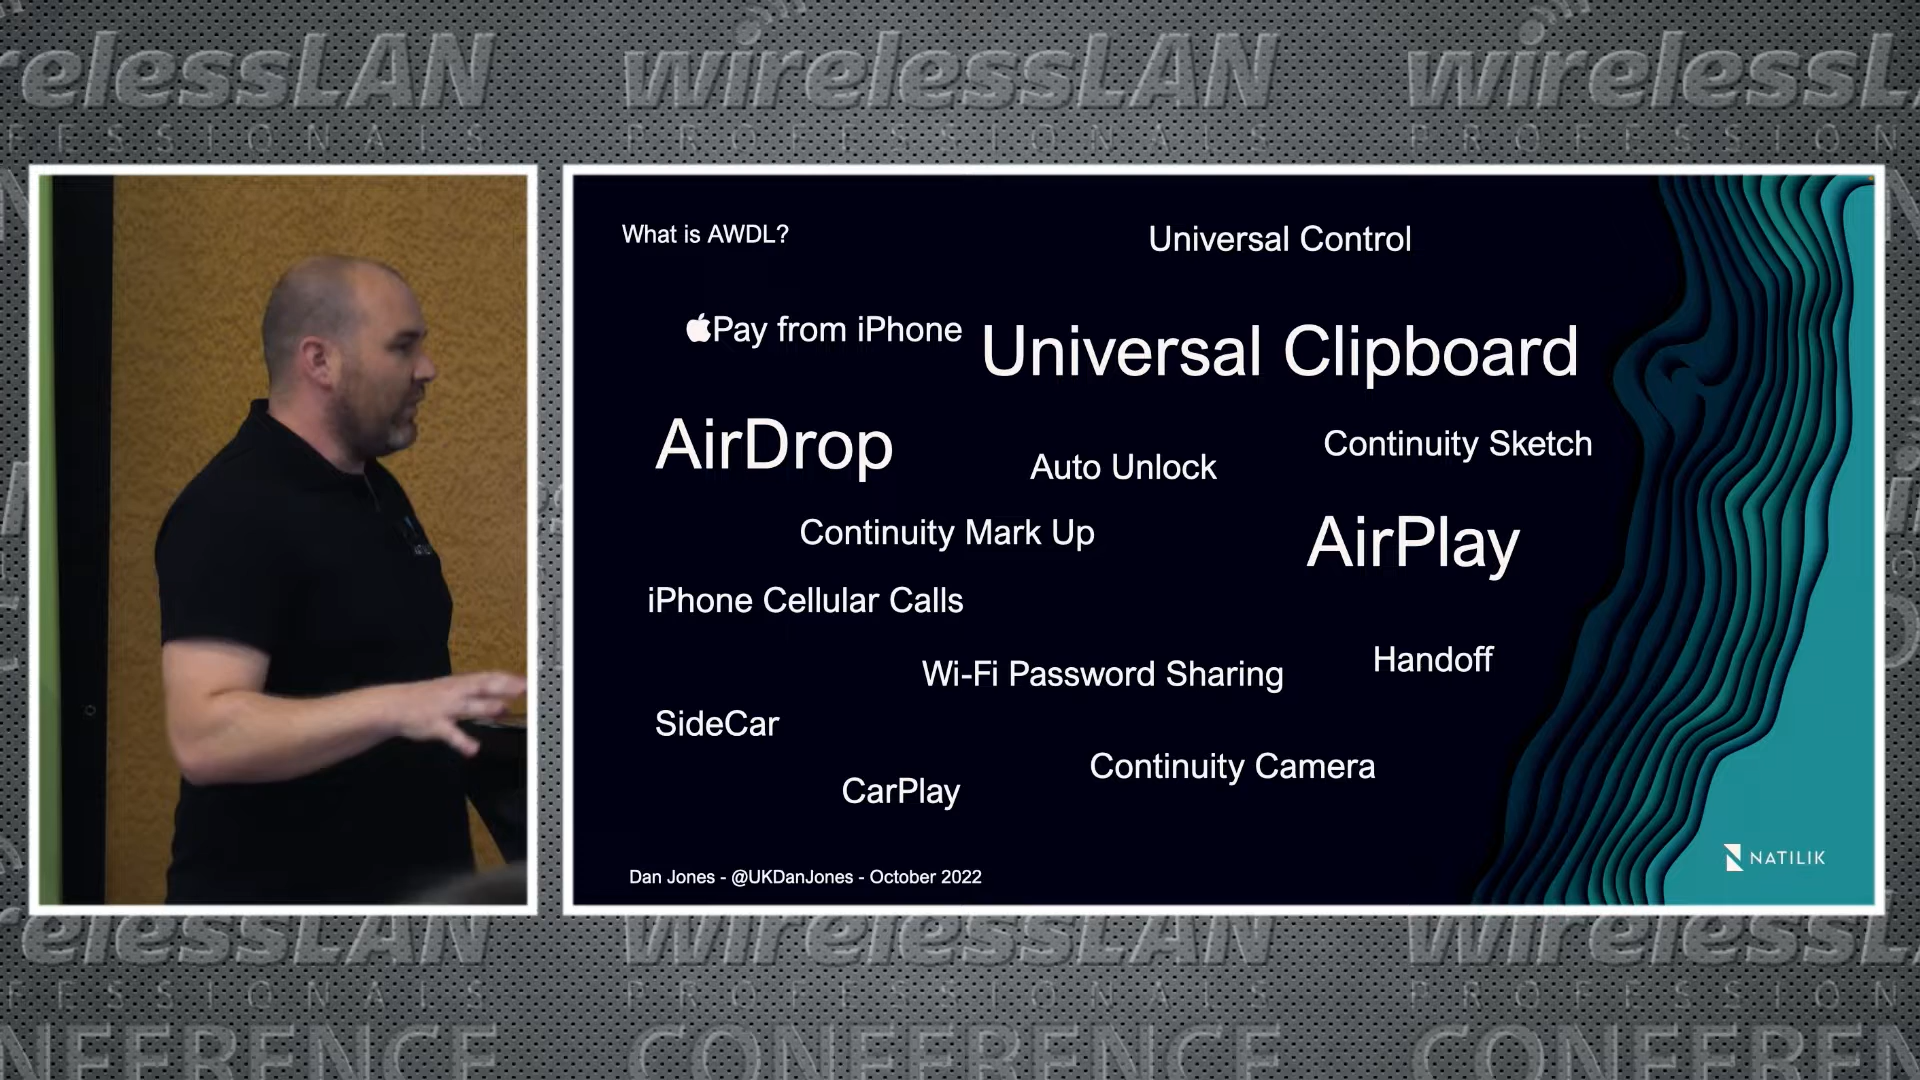 wirelessLAN
PROFESSIONALS
What is AWDL?
Universal Control
Pay from iPhone
Universal Clipboard
AirDrop
Auto Unlock
Continuity Sketch
Continuity Mark Up
AirPlay
iPhone Cellular Calls
Wi-Fi Password Sharing
Handoff
SideCar
Continuity Camera
CarPlay
NATILIK
Dan Jones - @UKDanJones - October 2022
wirelessLAN
PROFESSIONALS
CONFERENCE